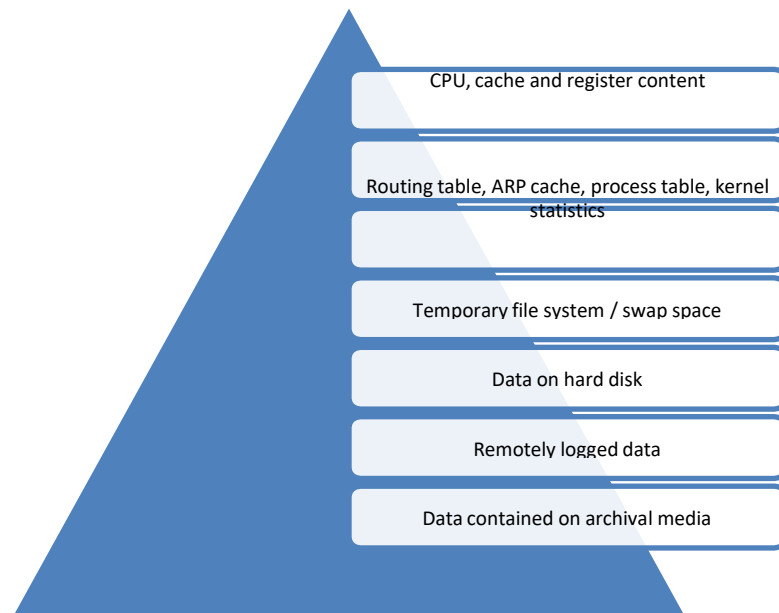 CPU, cache and register content
Routing table, ARP cache, process table, kernel
statistics
Temporary file system / swap space
Data on hard disk
Remotely logged data
Data contained on archival media